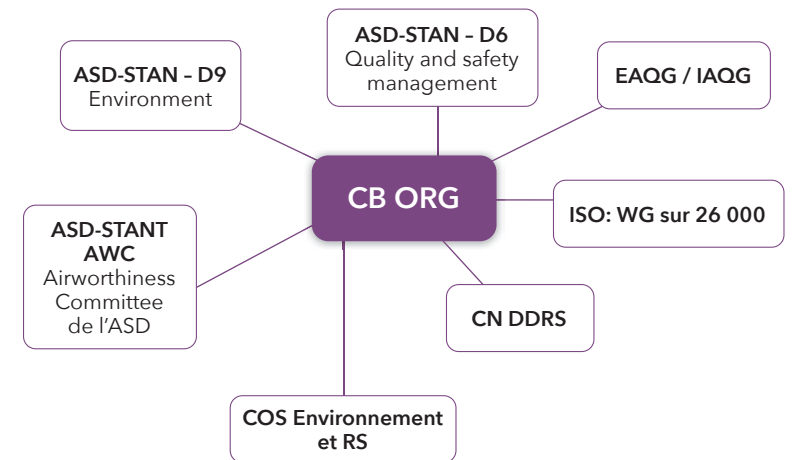 ASD-STAN – D9
Environment
ASD-STAN – D6
Quality and safety
management
EAQG / IAQG
CB ORG
ISO: WG sur 26 000
ASD-STANT
AWC
Airworthiness
Committee
de l’ASD
CN DDRS
COS Environnement
et RS